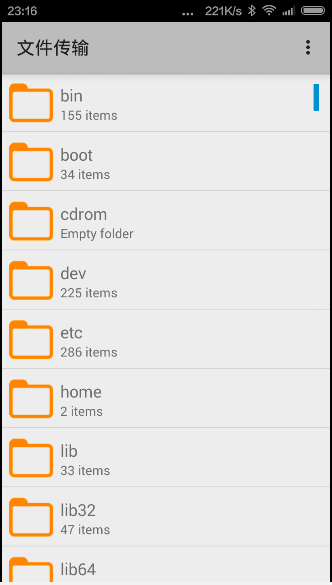 23:16 ... 221K/s
文件传输
bin
155 items
boot
34 items
cdrom
Empty folder
dev
225 items
etc
286 items
home
2 items
lib
33 items
lib32
47 items
lib64